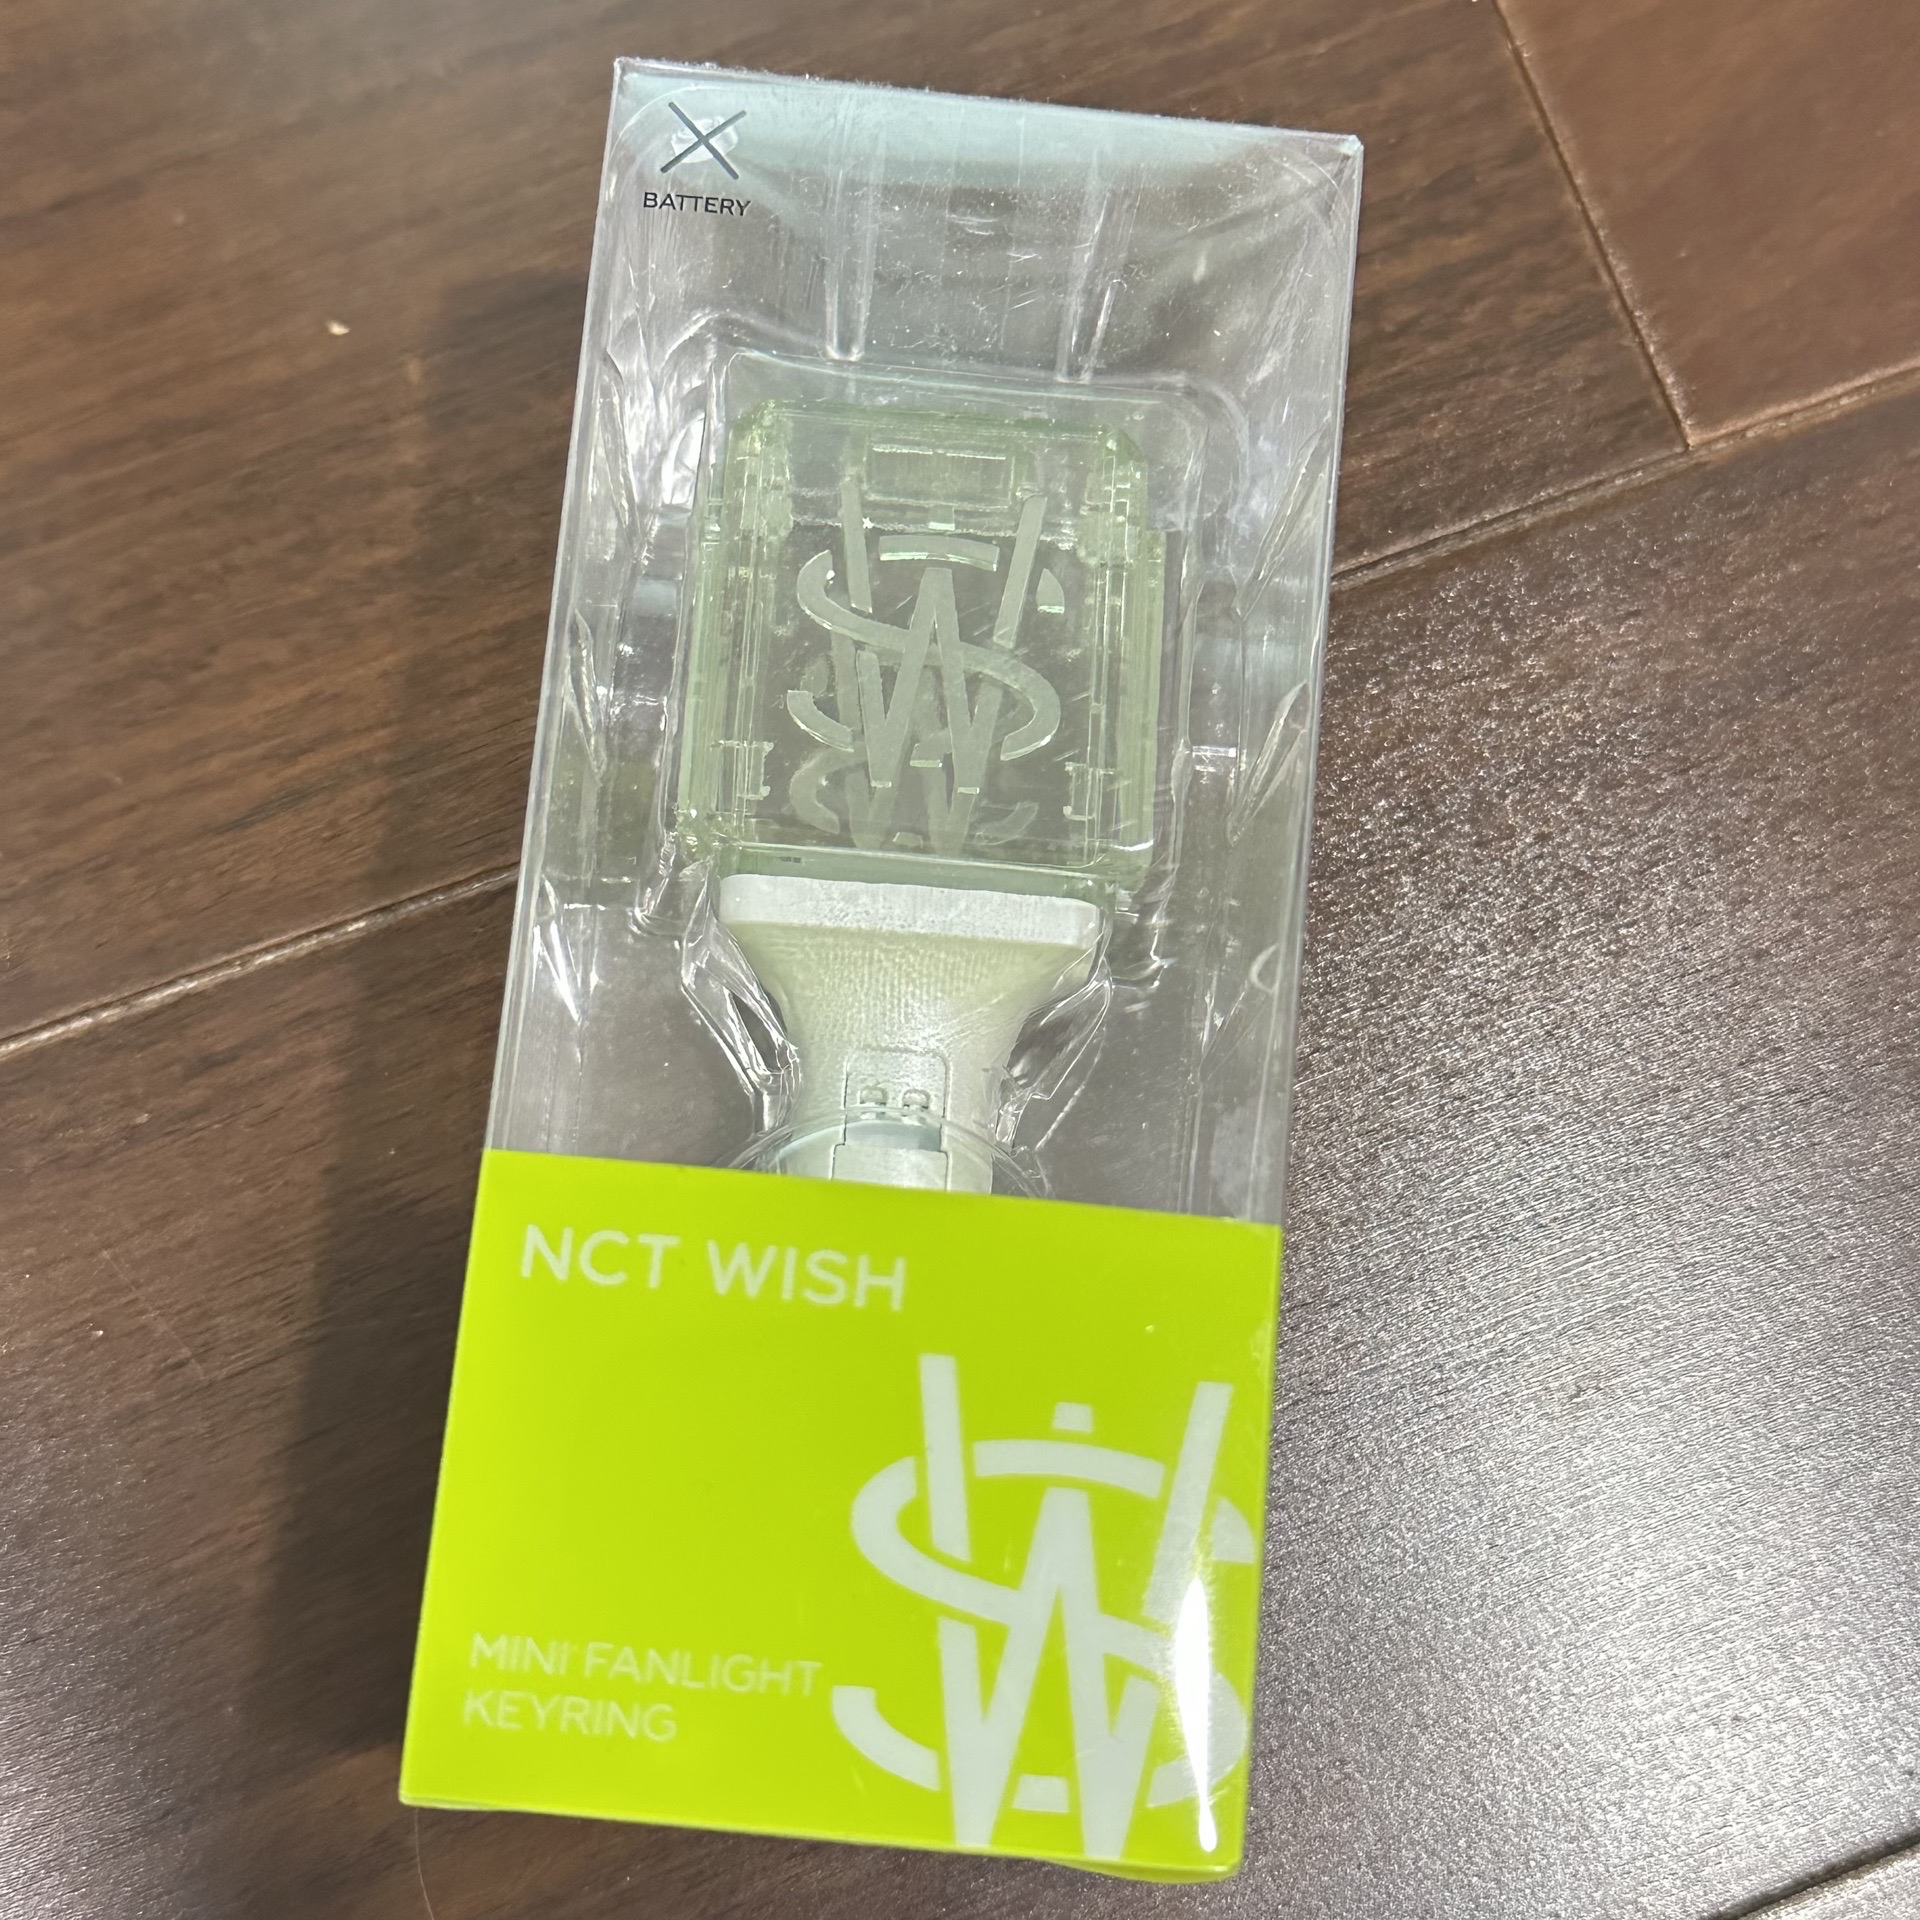 BATTERY
NCT WISH
MINI FANLIGHT
KEYRING